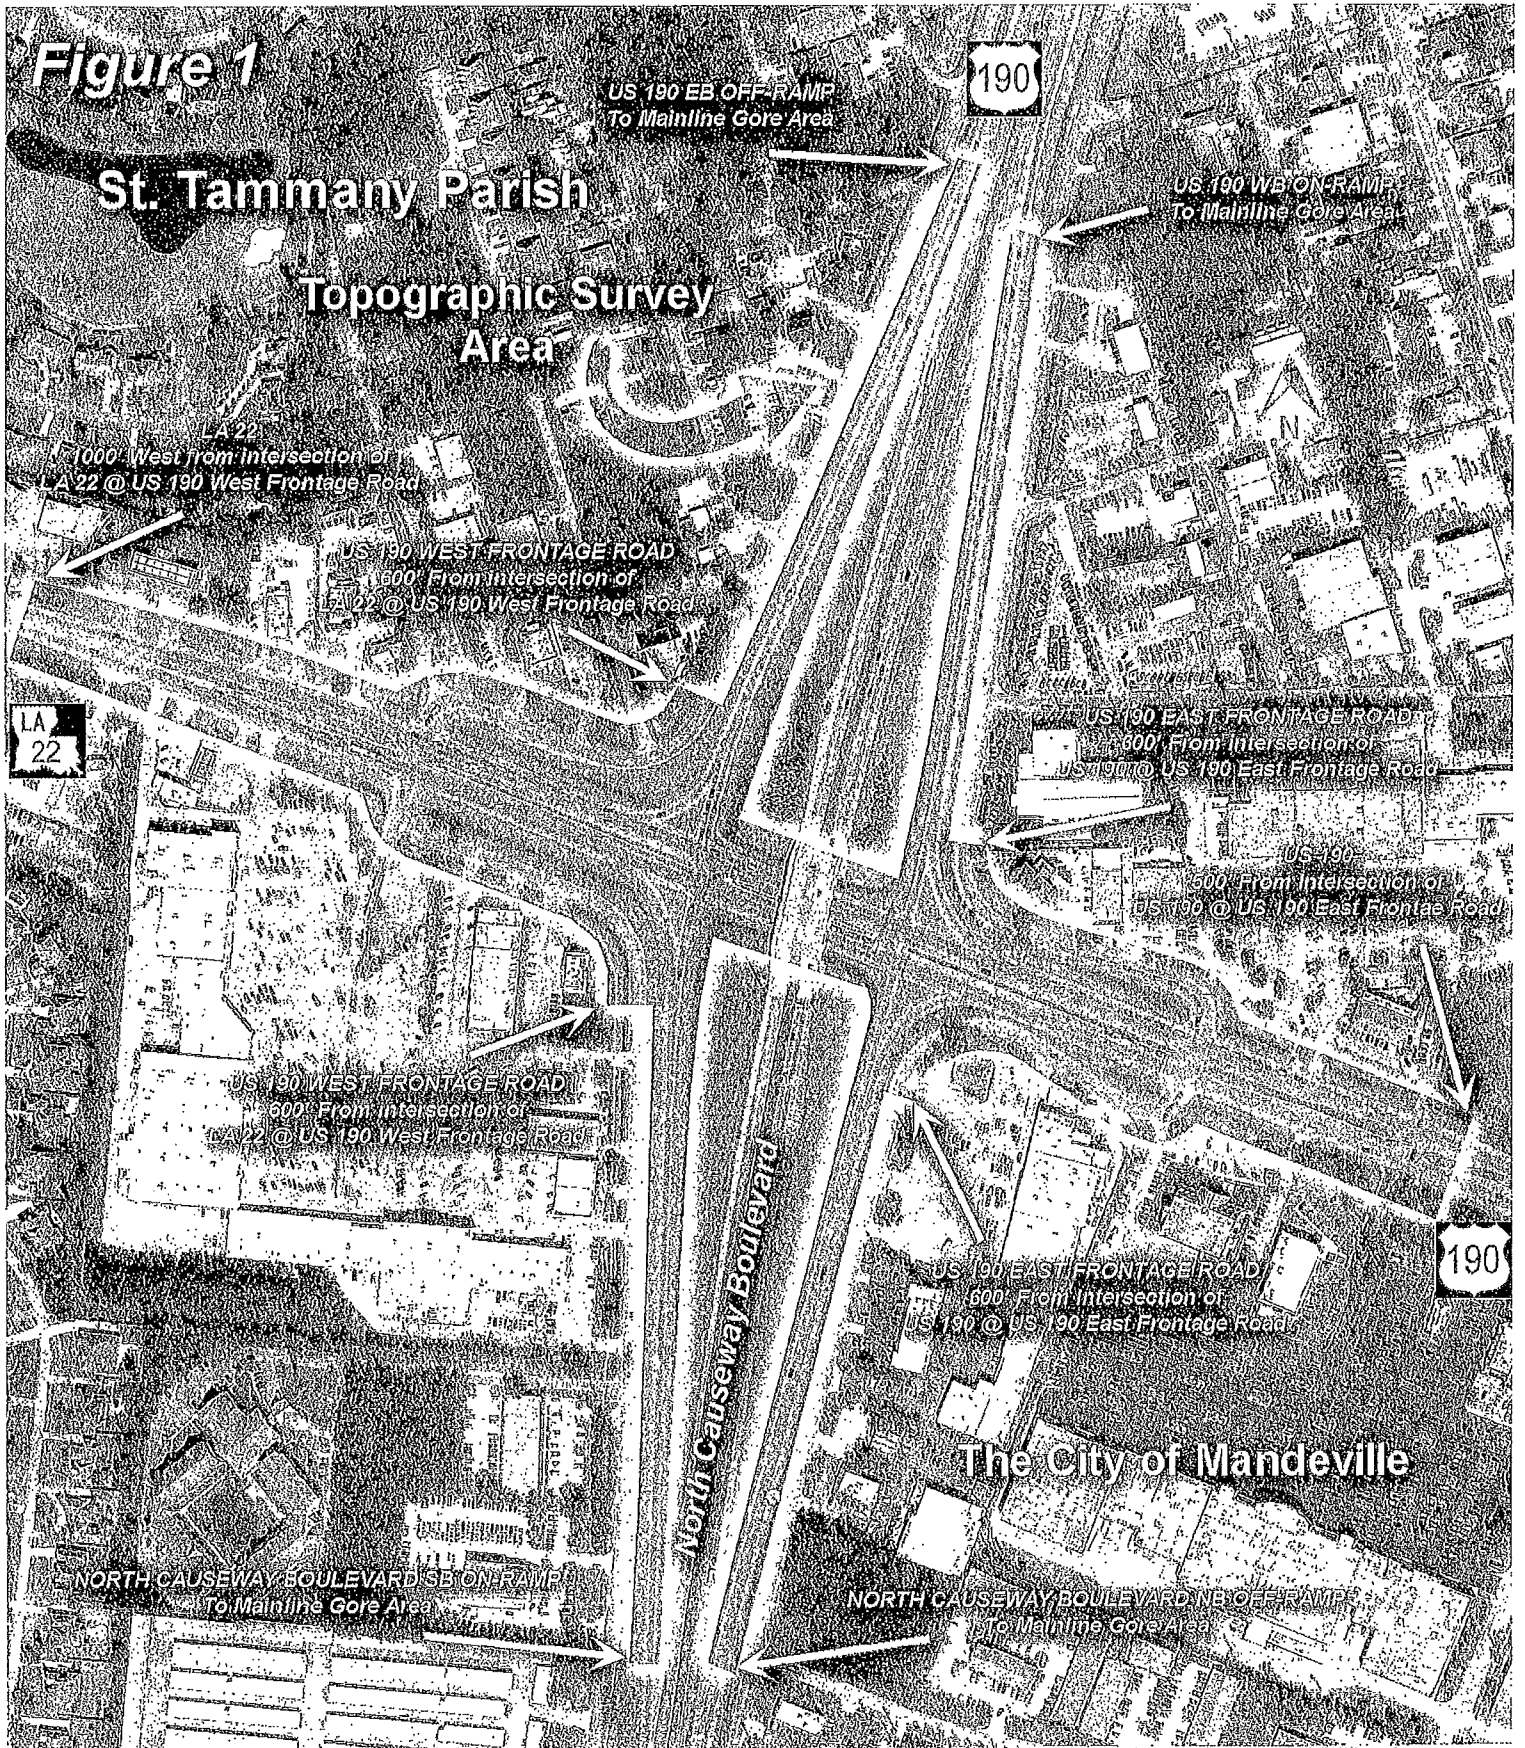 Figure 1
190
US 190 EB OFF-RAMP
To Mainline Gore Area
St. Tammany Parish
US 190 WB ON-RAMP
To Mainline Gore Area
Topographic Survey
Area
N
LA 22
1000' West from intersection of
LA 22 @ US 190 West Frontage Road
US 190 WEST FRONTAGE ROAD
600' From intersection of
LA 22 @ US 190 West Frontage Road
LA
22
US 190 EAST FRONTAGE ROAD
600' From Intersection of
US 190 @ US 190 East Frontage Road
US 190
From Intersection of
US 190 @ US 190 East Frontae Road
US 190 WEST FRONTAGE ROAD
600' From intersection of
LA 22 @ US 190 West Frontage Road
North Causeway Boulevard
190
US 190 EAST FRONTAGE ROAD
600' From Intersection of
US 190 @ US 190 East Frontage Road
The City of Mandeville
NORTH CAUSEWAY BOULEVARD SB ON-RAMP
To Mainline Gore Area
NORTH CAUSEWAY BOULEVARD NB OFF-RAMP
To Mainline Gore Area